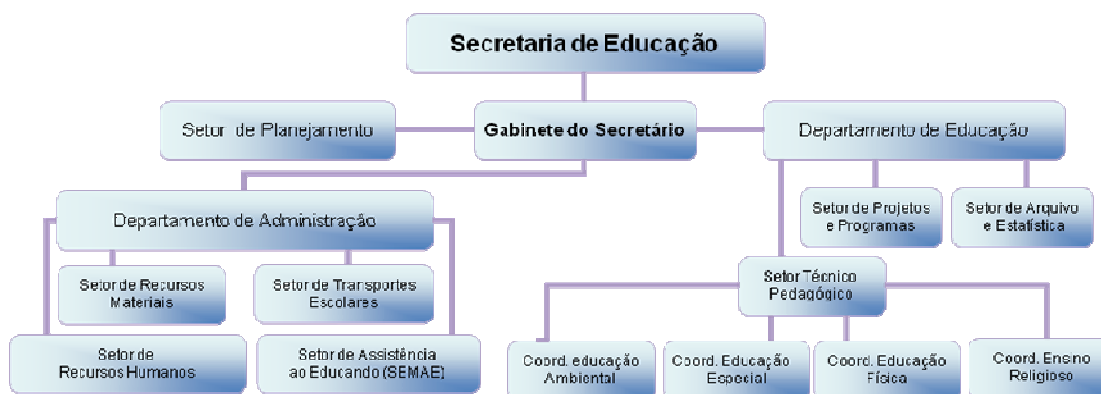 Secretaria de Educação
Setor de Planejamento
Gabinete do Secretário
Departamento de Educação
Departamento de Administração
Setor de Projetos
e Programas
Setor de Arquivo
e Estatística
Setor de Recursos
Materiais
Setor de Transportes
Escolares
Setor Técnico
Pedagógico
Setor de
Recursos Humanos
Setor de Assistência
ao Educando (SEMAE)
Coord. educação
Ambiental
Coord. Educação
Especial
Coord. Educação
Física
Coord. Ensino
Religioso